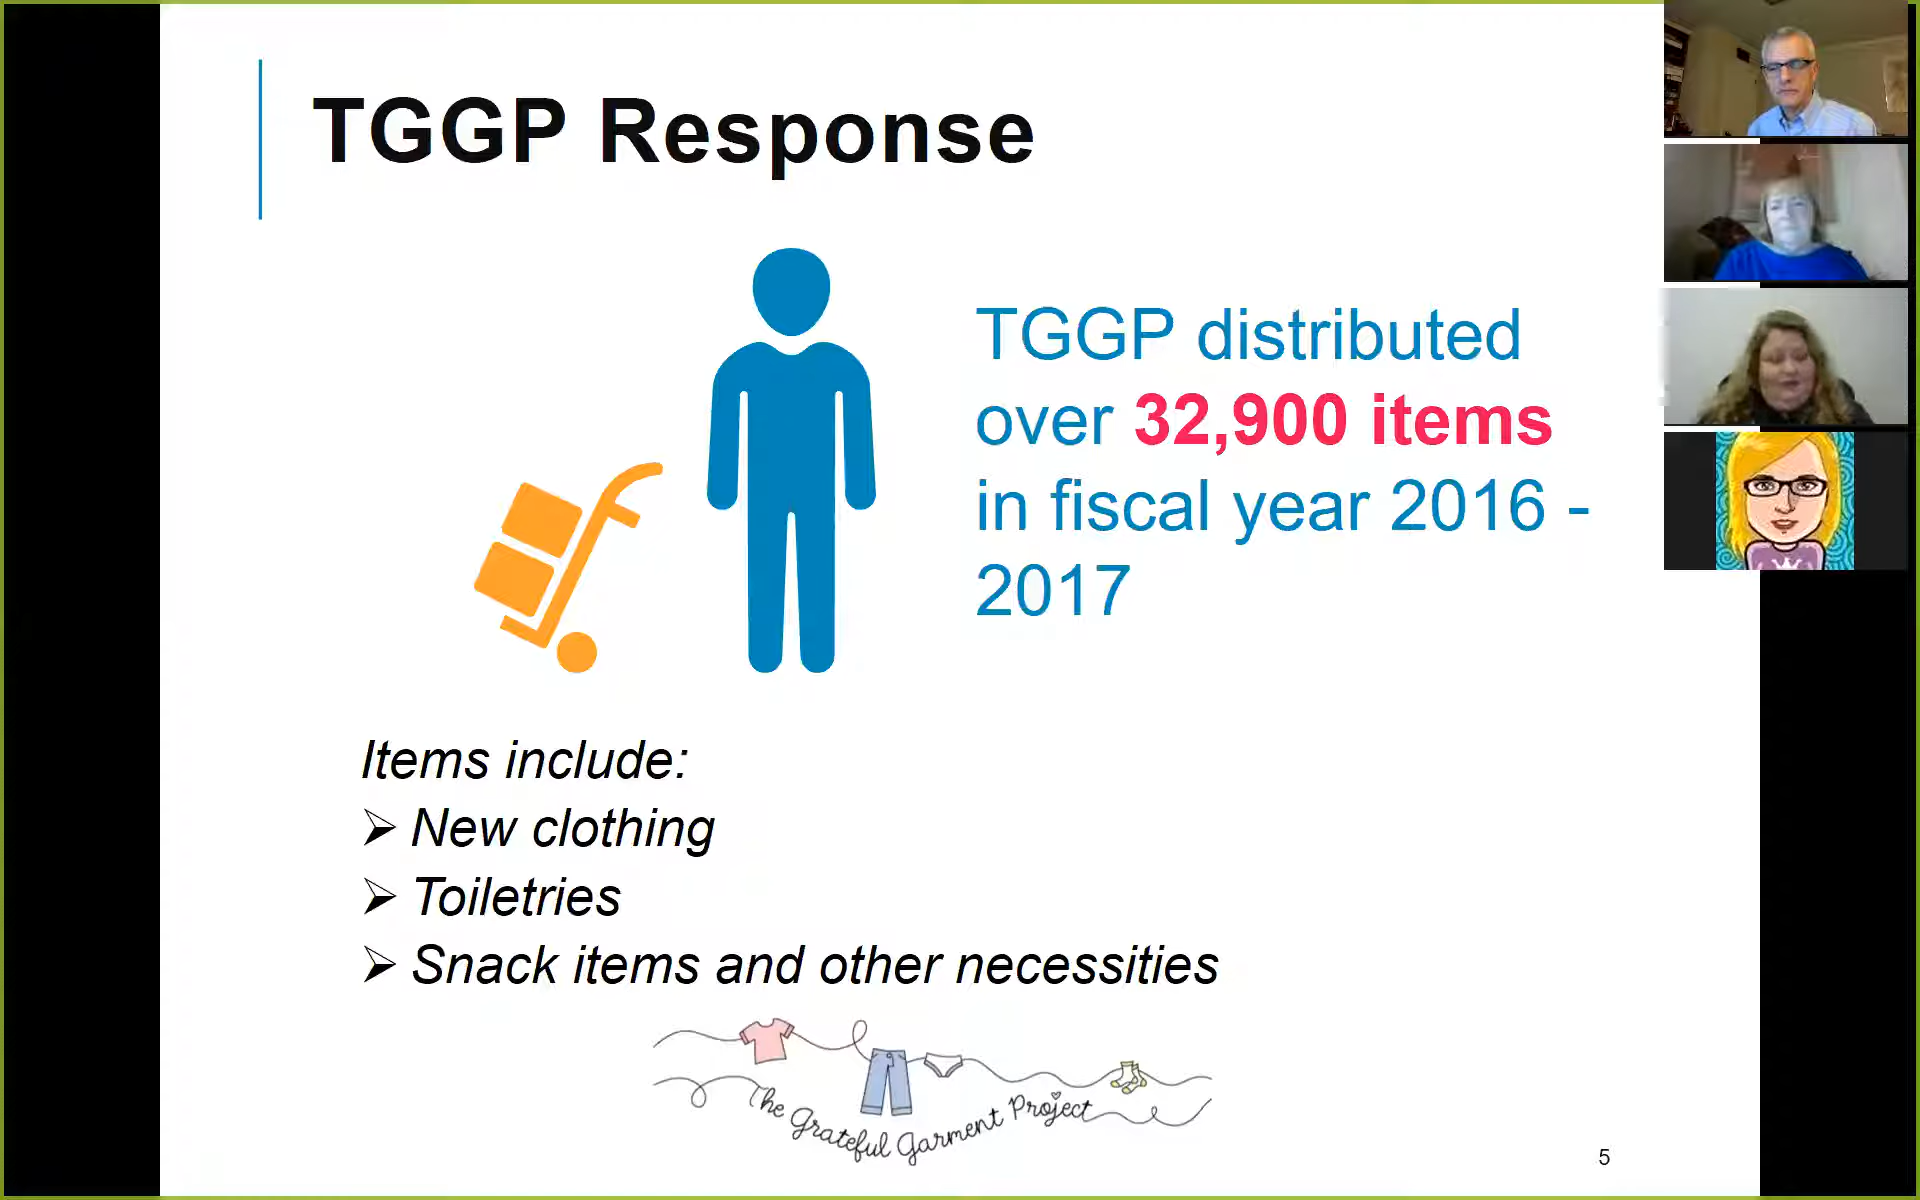 TGGP Response
TGGP distributed
over 32,900 items
in fiscal year 2016 -
2017
Items include:
➢ New clothing
➢ Toiletries
➢ Snack items and other necessities
The Grateful Garment Project
5